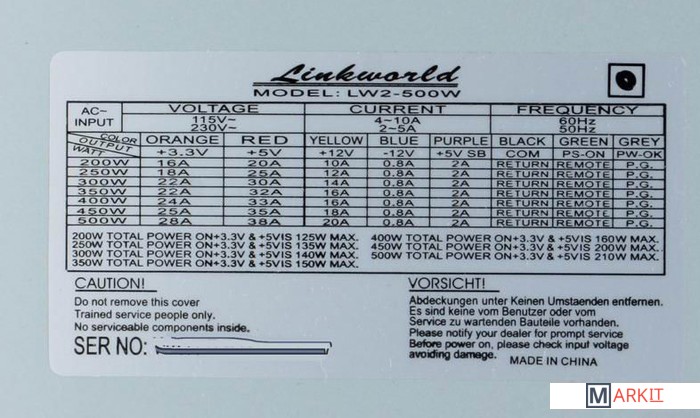 Linkworld
MODEL: LW2-500W
AC~ INPUT VOLTAGE CURRENT FREQUENCY
115V~ 4~10A 60Hz
230V~ 2~5A 50Hz
COLOR OUTPUT WATT ORANGE RED YELLOW BLUE PURPLE BLACK GREEN GREY
+3.3V +5V +12V -12V +5V SB COM PS-ON PW-OK
200W 16A 20A 10A 0.8A 2A RETURN REMOTE P.G.
250W 18A 25A 12A 0.8A 2A RETURN REMOTE P.G.
300W 22A 30A 14A 0.8A 2A RETURN REMOTE P.G.
350W 22A 32A 16A 0.8A 2A RETURN REMOTE P.G.
400W 24A 33A 16A 0.8A 2A RETURN REMOTE P.G.
450W 25A 35A 18A 0.8A 2A RETURN REMOTE P.G.
500W 28A 38A 20A 0.8A 2A RETURN REMOTE P.G.
200W TOTAL POWER ON+3.3V & +5VIS 125W MAX.
250W TOTAL POWER ON+3.3V & +5VIS 135W MAX.
300W TOTAL POWER ON+3.3V & +5VIS 140W MAX.
350W TOTAL POWER ON+3.3V & +5VIS 150W MAX.
400W TOTAL POWER ON+3.3V & +5VIS 160W MAX.
450W TOTAL POWER ON+3.3V & +5VIS 200W MAX.
500W TOTAL POWER ON+3.3V & +5VIS 210W MAX.
CAUTION!
Do not remove this cover
Trained service people only.
No serviceable components inside.
SER NO:
VORSICHT!
Abdeckungen unter Keinen Umstaenden entfernen.
Es sind keine vom Benutzer oder vom
Service zu wartenden Bauteile vorhanden.
Please notify your dealer for prompt service
Before power on, please check input voltage
avoiding damage. MADE IN CHINA
MARKIT